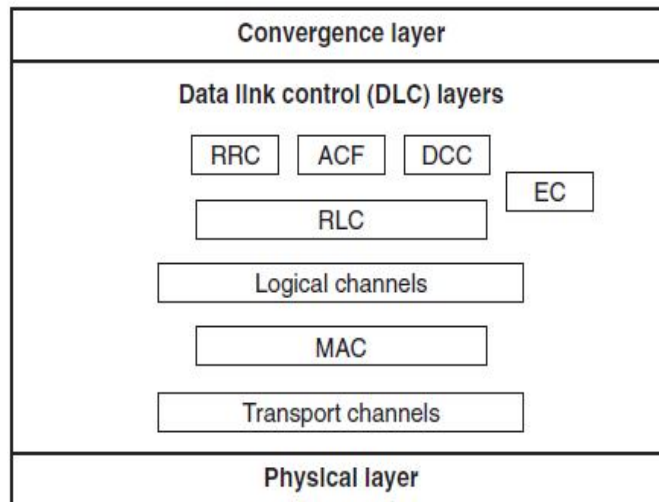 Convergence layer
Data link control (DLC) layers
RRC ACF DCC
EC
RLC
Logical channels
MAC
Transport channels
Physical layer